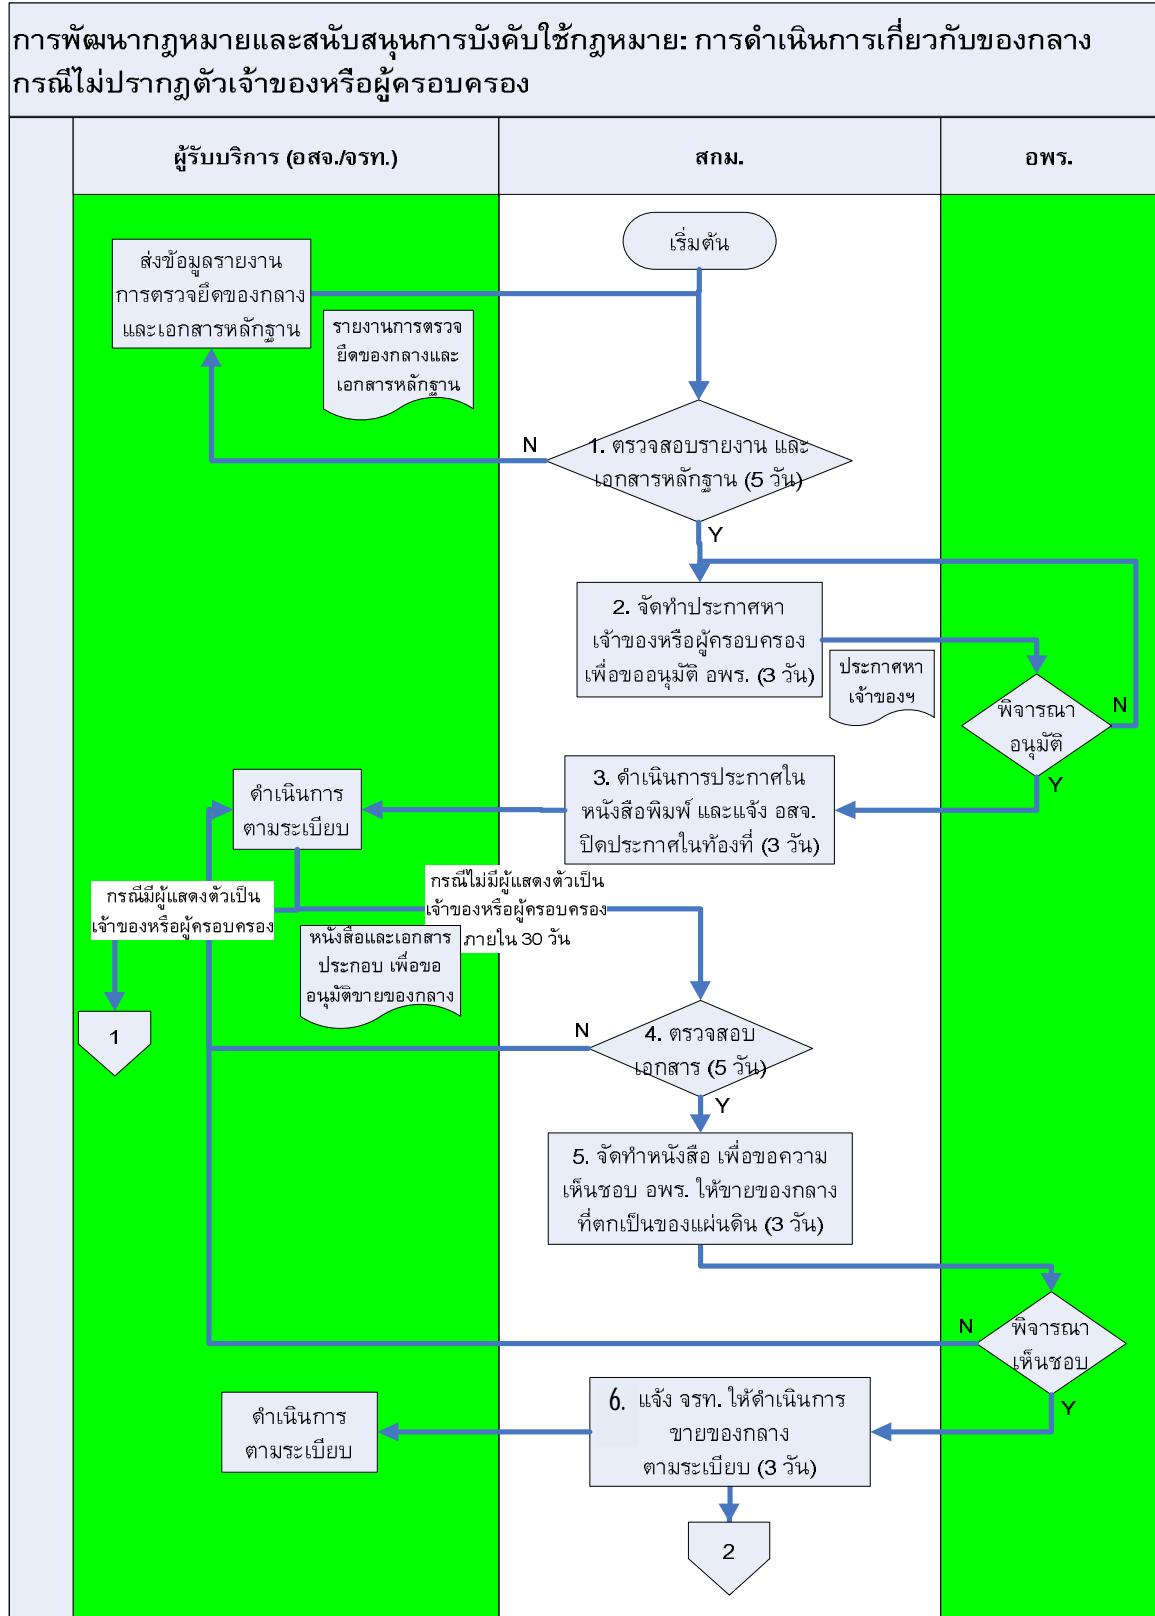 การพัฒนากฎหมายและสนับสนุนการบังคับใช้กฎหมาย: การดำเนินการเกี่ยวกับของกลาง
กรณีไม่ปรากฎตัวเจ้าของหรือผู้ครอบครอง
ผู้รับบริการ (อสจ./จรท.)
สกม.
อพร.
เริ่มต้น
ส่งข้อมูลรายงาน
การตรวจยึดของกลาง
และเอกสารหลักฐาน
รายงานการตรวจ
ยึดของกลางและ
เอกสารหลักฐาน
N
1. ตรวจสอบรายงาน และ
เอกสารหลักฐาน (5 วัน)
Y
2. จัดทำประกาศหา
เจ้าของหรือผู้ครอบครอง
เพื่อขออนุมัติ อพร. (3 วัน)
ประกาศหา
เจ้าของฯ
พิจารณา
อนุมัติ
N
Y
3. ดำเนินการประกาศใน
หนังสือพิมพ์ และแจ้ง อสจ.
ปิดประกาศในท้องที่ (3 วัน)
ดำเนินการ
ตามระเบียบ
กรณีมีผู้แสดงตัวเป็น
เจ้าของหรือผู้ครอบครอง
กรณีไม่มีผู้แสดงตัวเป็น
เจ้าของหรือผู้ครอบครอง
ภายใน 30 วัน
หนังสือและเอกสาร
ประกอบ เพื่อขอ
อนุมัติขายของกลาง
1
N
4. ตรวจสอบ
เอกสาร (5 วัน)
Y
5. จัดทำหนังสือ เพื่อขอความ
เห็นชอบ อพร. ให้ขายของกลาง
ที่ตกเป็นของแผ่นดิน (3 วัน)
N
พิจารณา
เห็นชอบ
Y
6. แจ้ง จรท. ให้ดำเนินการ
ขายของกลาง
ตามระเบียบ (3 วัน)
ดำเนินการ
ตามระเบียบ
2